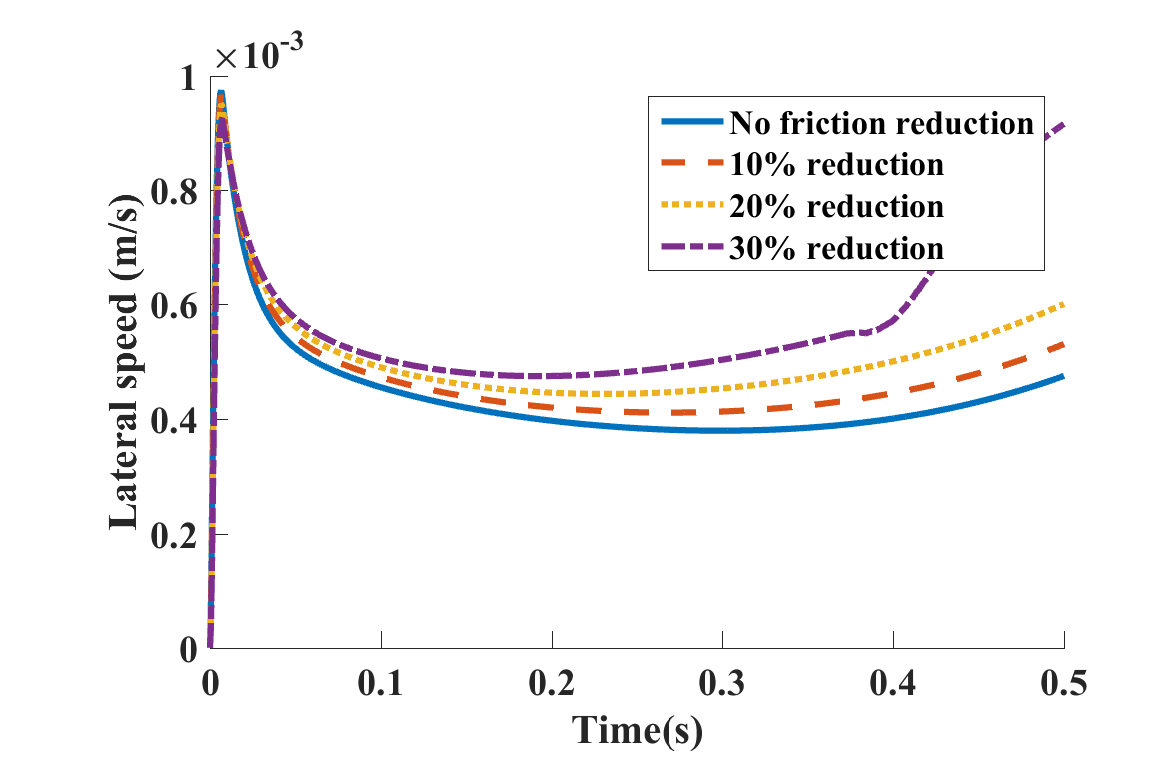 ×10-3
1
0.8
0.6
0.4
0.2
0
Lateral speed (m/s)
No friction reduction
10% reduction
20% reduction
30% reduction
0 0.1 0.2 0.3 0.4 0.5
Time(s)